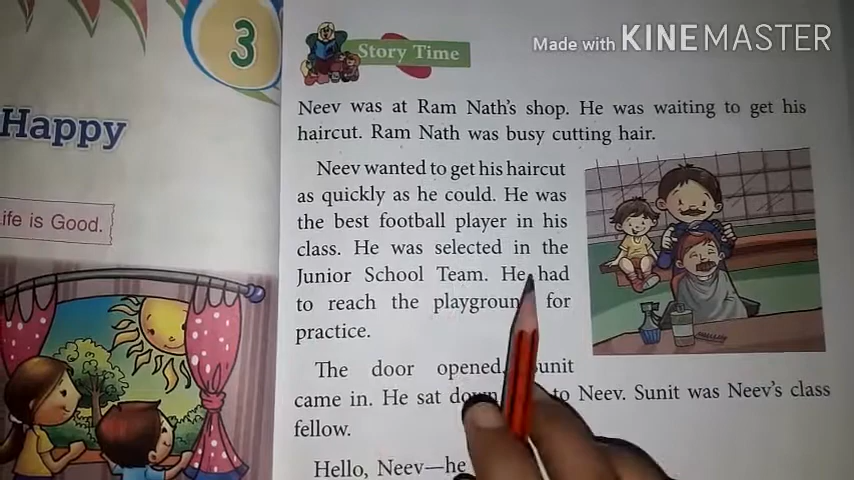 Made with KINEMASTER
3
Happy
ife is Good.
Story Time
Neev was at Ram Nath's shop. He was waiting to get his
haircut. Ram Nath was busy cutting hair.
Neev wanted to get his haircut
as quickly as he could. He was
the best football player in his
class. He was selected in the
Junior School Team. He had
to reach the playground for
practice.
The door opened. Sunit
came in. He sat to Neev. Sunit was Neev's class
fellow.
Hello, Neev—he